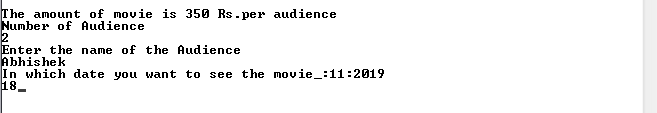 The amount of movie is 350 Rs.per audience
Number of Audience
2
Enter the name of the Audience
Abhishek
In which date you want to see the movie_:11:2019
18_